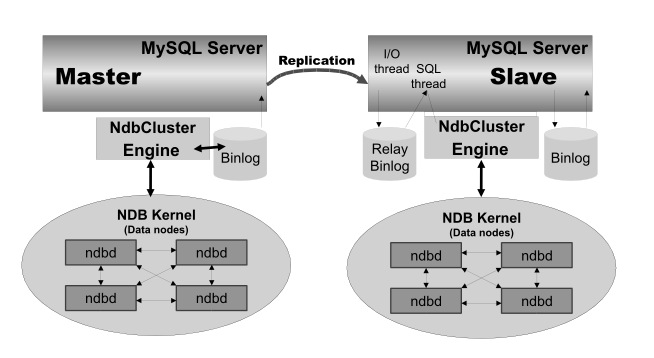 MySQL Server
Master
Replication
MySQL Server
I/O
thread
SQL
thread
Slave
NdbCluster
Engine
Binlog
Relay
Binlog
NdbCluster
Engine
Binlog
NDB Kernel
(Data nodes)
ndbd
ndbd
ndbd
ndbd
NDB Kernel
(Data nodes)
ndbd
ndbd
ndbd
ndbd